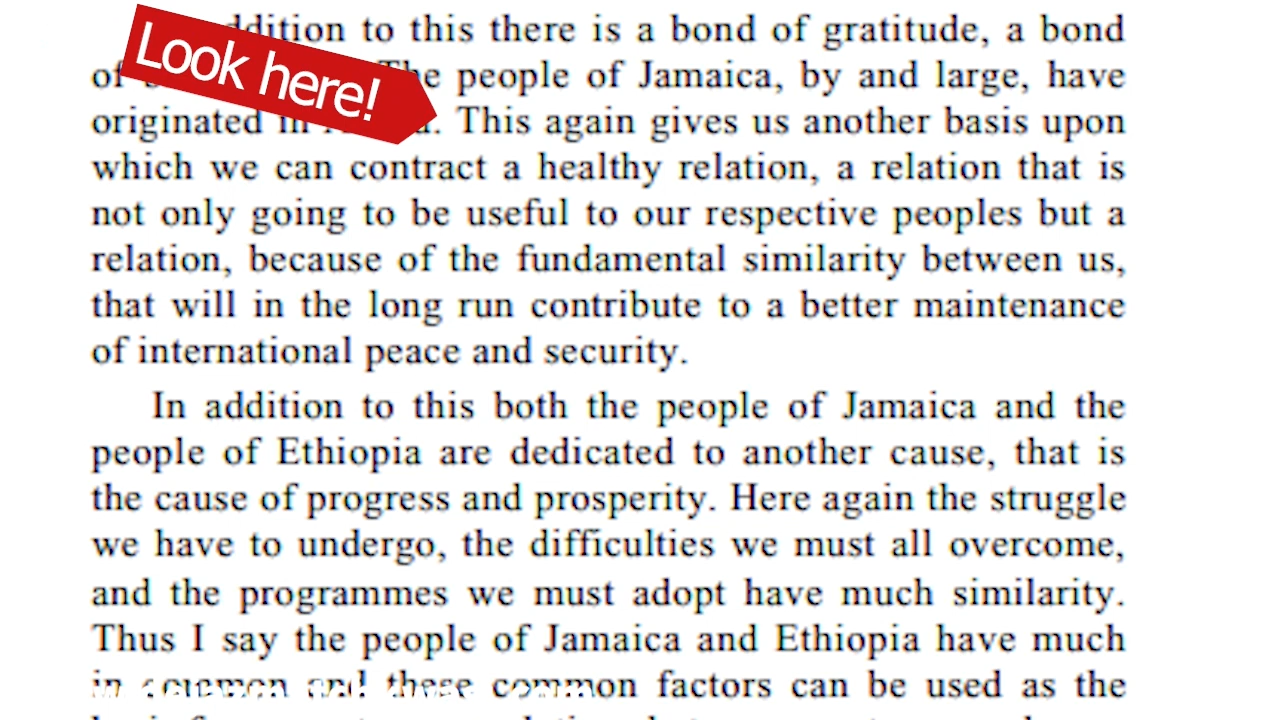 Look here!
ddition to this there is a bond of gratitude, a bond
of The people of Jamaica, by and large, have
originated in This again gives us another basis upon
which we can contract a healthy relation, a relation that is
not only going to be useful to our respective peoples but a
relation, because of the fundamental similarity between us,
that will in the long run contribute to a better maintenance
of international peace and security.
In addition to this both the people of Jamaica and the
people of Ethiopia are dedicated to another cause, that is
the cause of progress and prosperity. Here again the struggle
we have to undergo, the difficulties we must all overcome,
and the programmes we must adopt have much similarity.
Thus I say the people of Jamaica and Ethiopia have much
in common and these common factors can be used as the